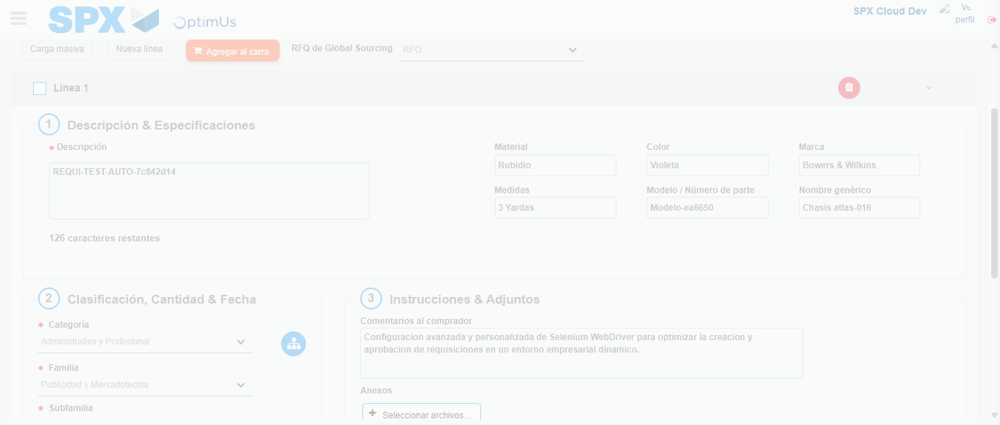 SPX
OptimUs
SPX Cloud Dev
perfil
Carga masiva
Nueva línea
Agregar al carro
RFQ de Global Sourcing
RFQ
Línea 1
1 Descripción & Especificaciones
* Descripción
REQUI-TEST-AUTO-7c842d14
126 caracteres restantes
Material
Color
Marca
Rubidio
Violeta
Bowers & Wilkins
Medidas
Modelo / Número de parte
Nombre genérico
3 Yardas
Modelo-ea6650
Chasis atlas-016
2 Clasificación, Cantidad & Fecha
* Categoría
Administrativo y Profesional
* Familia
Publicidad y Mercadotecnia
* Subfamilia
3 Instrucciones & Adjuntos
Comentarios al comprador
Configuracion avanzada y personalizada de Selenium WebDriver para optimizar la creacion y
aprobacion de requisiciones en un entorno empresarial dinamico.
Anexos
+ Seleccionar archivos...